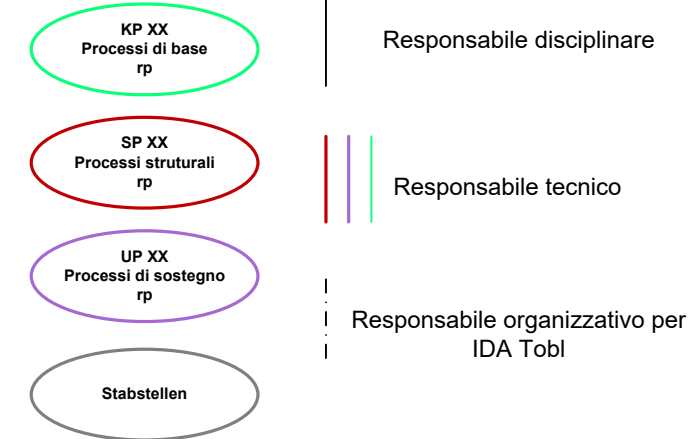 KP XX
Processi di base
rp
Responsabile disciplinare
SP XX
Processi struturali
rp
Responsabile tecnico
UP XX
Processi di sostegno
rp
Responsabile organizzativo per
IDA Tobl
Stabstellen